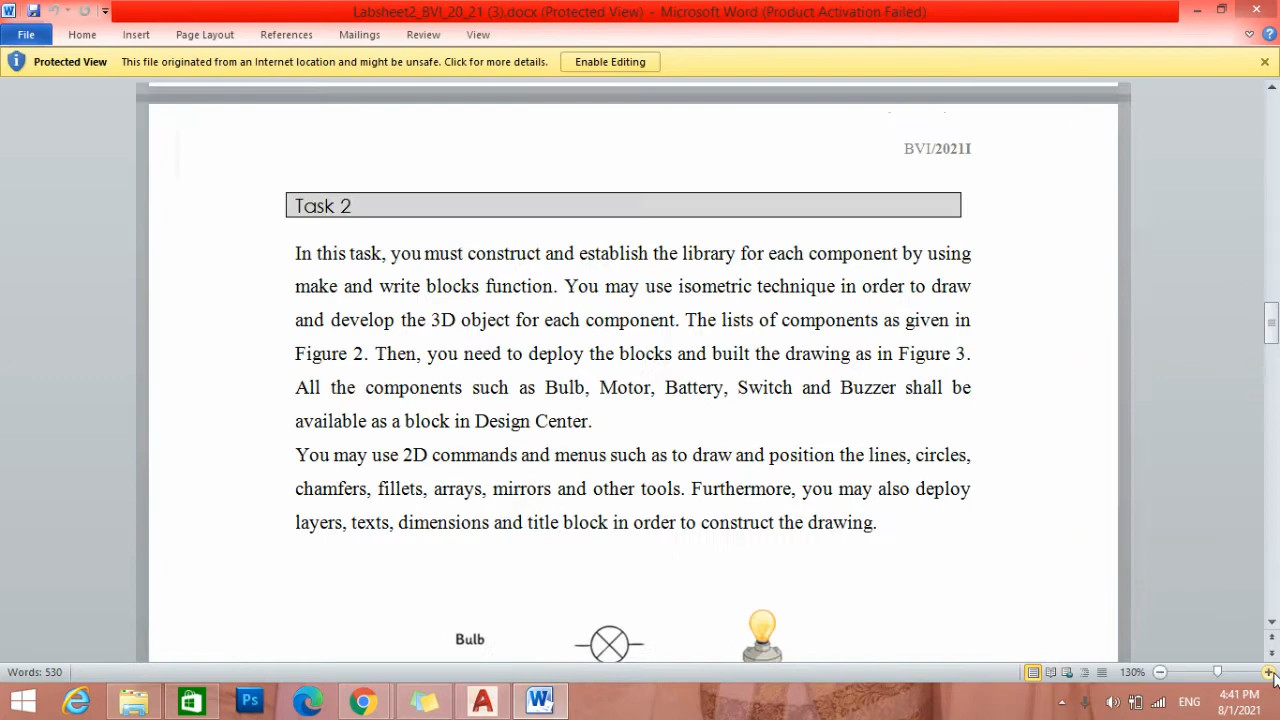 Labsheet2_BVI_20_21 (3).docx (Protected View) - Microsoft Word (Product Activation Failed)
File Home Insert Page Layout References Mailings Review View
Protected View This file originated from an Internet location and might be unsafe. Click for more details. Enable Editing
BVI/2021I
Task 2
In this task, you must construct and establish the library for each component by using
make and write blocks function. You may use isometric technique in order to draw
and develop the 3D object for each component. The lists of components as given in
Figure 2. Then, you need to deploy the blocks and built the drawing as in Figure 3.
All the components such as Bulb, Motor, Battery, Switch and Buzzer shall be
available as a block in Design Center.
You may use 2D commands and menus such as to draw and position the lines, circles,
chamfers, fillets, arrays, mirrors and other tools. Furthermore, you may also deploy
layers, texts, dimensions and title block in order to construct the drawing.
Bulb
Words: 530 130%
Ps ENG 4:41 PM
8/1/2021